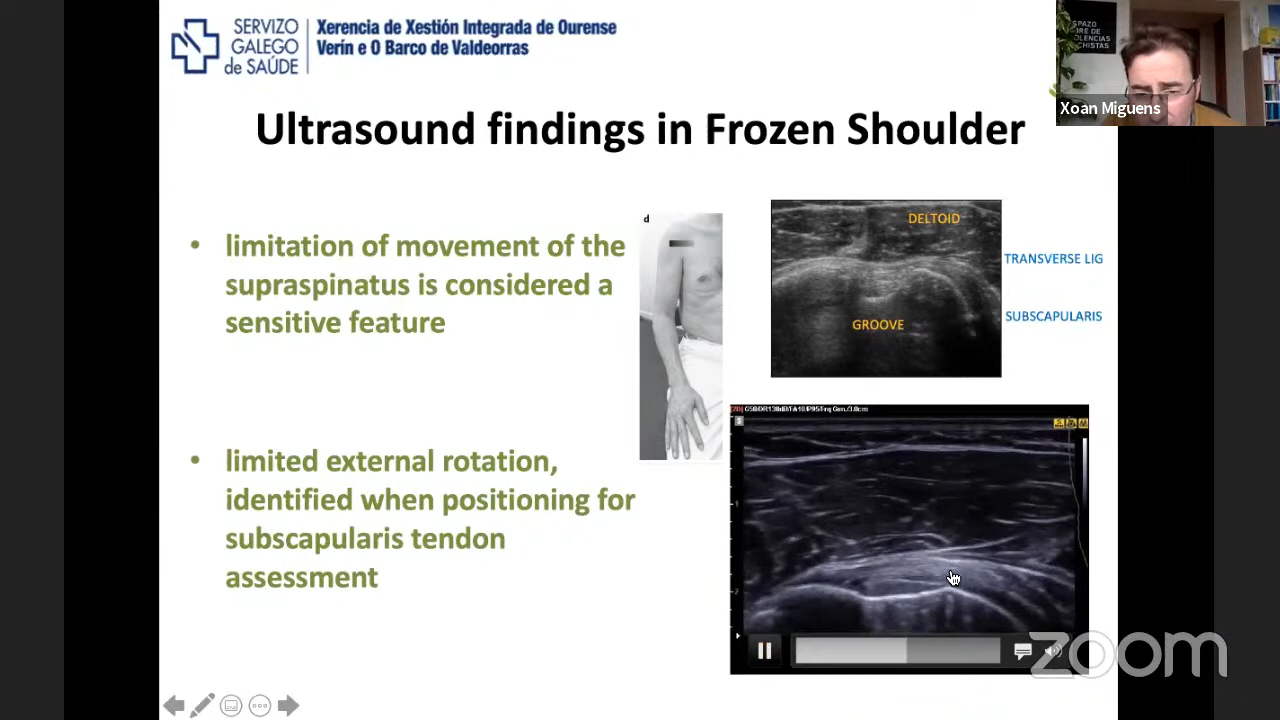 SERVIZO
GALEGO
de SAÚDE
Xerencia de Xestión Integrada de Ourense
Verín e O Barco de Valdeorras
Xoan Miguens
Ultrasound findings in Frozen Shoulder
• limitation of movement of the
supraspinatus is considered a
sensitive feature
• limited external rotation,
identified when positioning for
subscapularis tendon
assessment
d
DELTOID
TRANSVERSE LIG
SUBSCAPULARIS
GROOVE
S
1
2
zoom